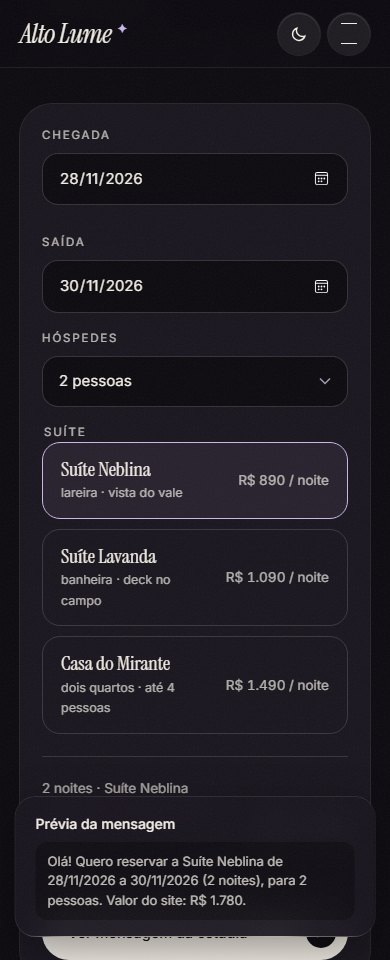 Alto Lume
CHEGADA
28/11/2026
SAÍDA
30/11/2026
HÓSPEDES
2 pessoas
SUÍTE
Suíte Neblina
lareira · vista do vale
R$ 890 / noite
Suíte Lavanda
banheira · deck no
campo
R$ 1.090 / noite
Casa do Mirante
dois quartos · até 4
pessoas
R$ 1.490 / noite
2 noites · Suíte Neblina
Prévia da mensagem
Olá! Quero reservar a Suíte Neblina de
28/11/2026 a 30/11/2026 (2 noites), para 2
pessoas. Valor do site: R$ 1.780.